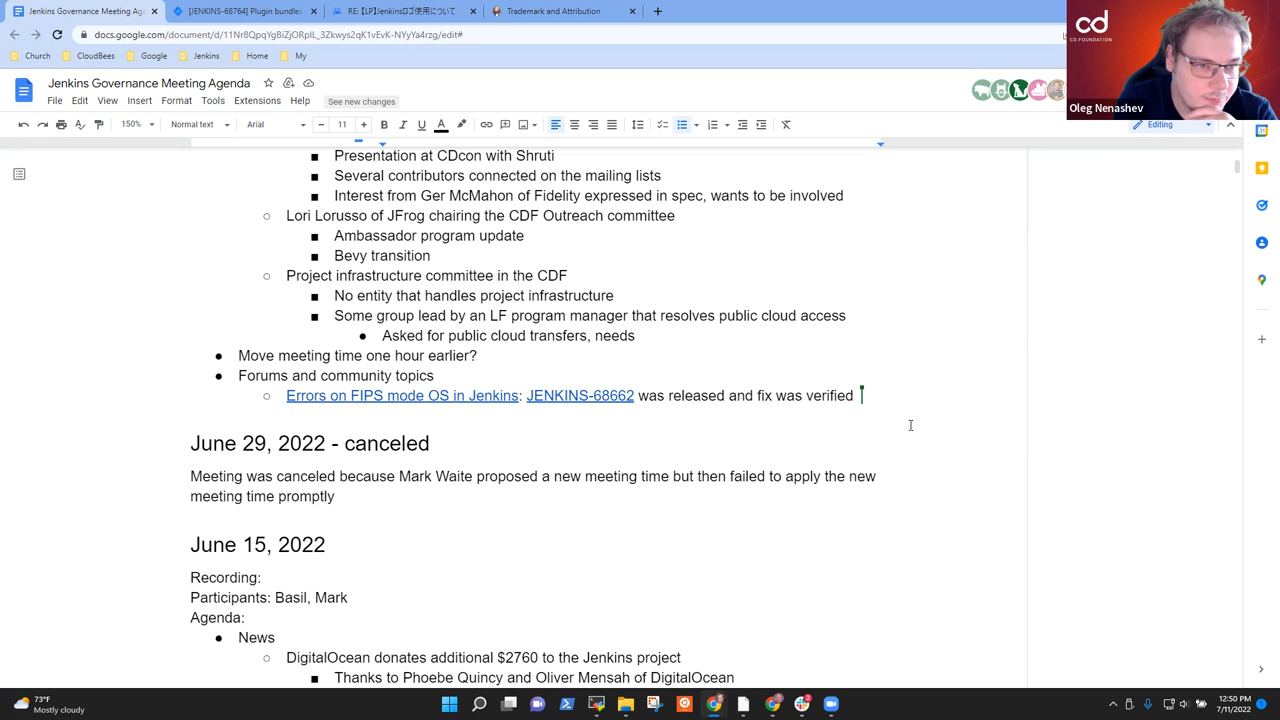 Jenkins Governance Meeting Age
[JENKINS-68764] Plugin bundles
RE: 【LP】Jenkinsロゴ使用について
Trademark and Attribution
docs.google.com/document/d/11Nr8QpqYgBiZjORpIL_3Zkwys2qK1vEvK-NYyYa4rzg/edit#
Church
CloudBees
Google
Jenkins
Home
My
Jenkins Governance Meeting Agenda
File Edit View Insert Format Tools Extensions Help See new changes
150% Normal text Arial 11 Editing
cd
CD.FOUNDATION
Oleg Nenashev
■ Presentation at CDcon with Shruti
■ Several contributors connected on the mailing lists
■ Interest from Ger McMahon of Fidelity expressed in spec, wants to be involved
○ Lori Lorusso of JFrog chairing the CDF Outreach committee
■ Ambassador program update
■ Bevy transition
○ Project infrastructure committee in the CDF
■ No entity that handles project infrastructure
■ Some group lead by an LF program manager that resolves public cloud access
● Asked for public cloud transfers, needs
● Move meeting time one hour earlier?
● Forums and community topics
○ Errors on FIPS mode OS in Jenkins: JENKINS-68662 was released and fix was verified
June 29, 2022 - canceled
Meeting was canceled because Mark Waite proposed a new meeting time but then failed to apply the new
meeting time promptly
June 15, 2022
Recording:
Participants: Basil, Mark
Agenda:
● News
○ DigitalOcean donates additional $2760 to the Jenkins project
■ Thanks to Phoebe Quincy and Oliver Mensah of DigitalOcean
73°F
Mostly cloudy
12:50 PM
7/11/2022